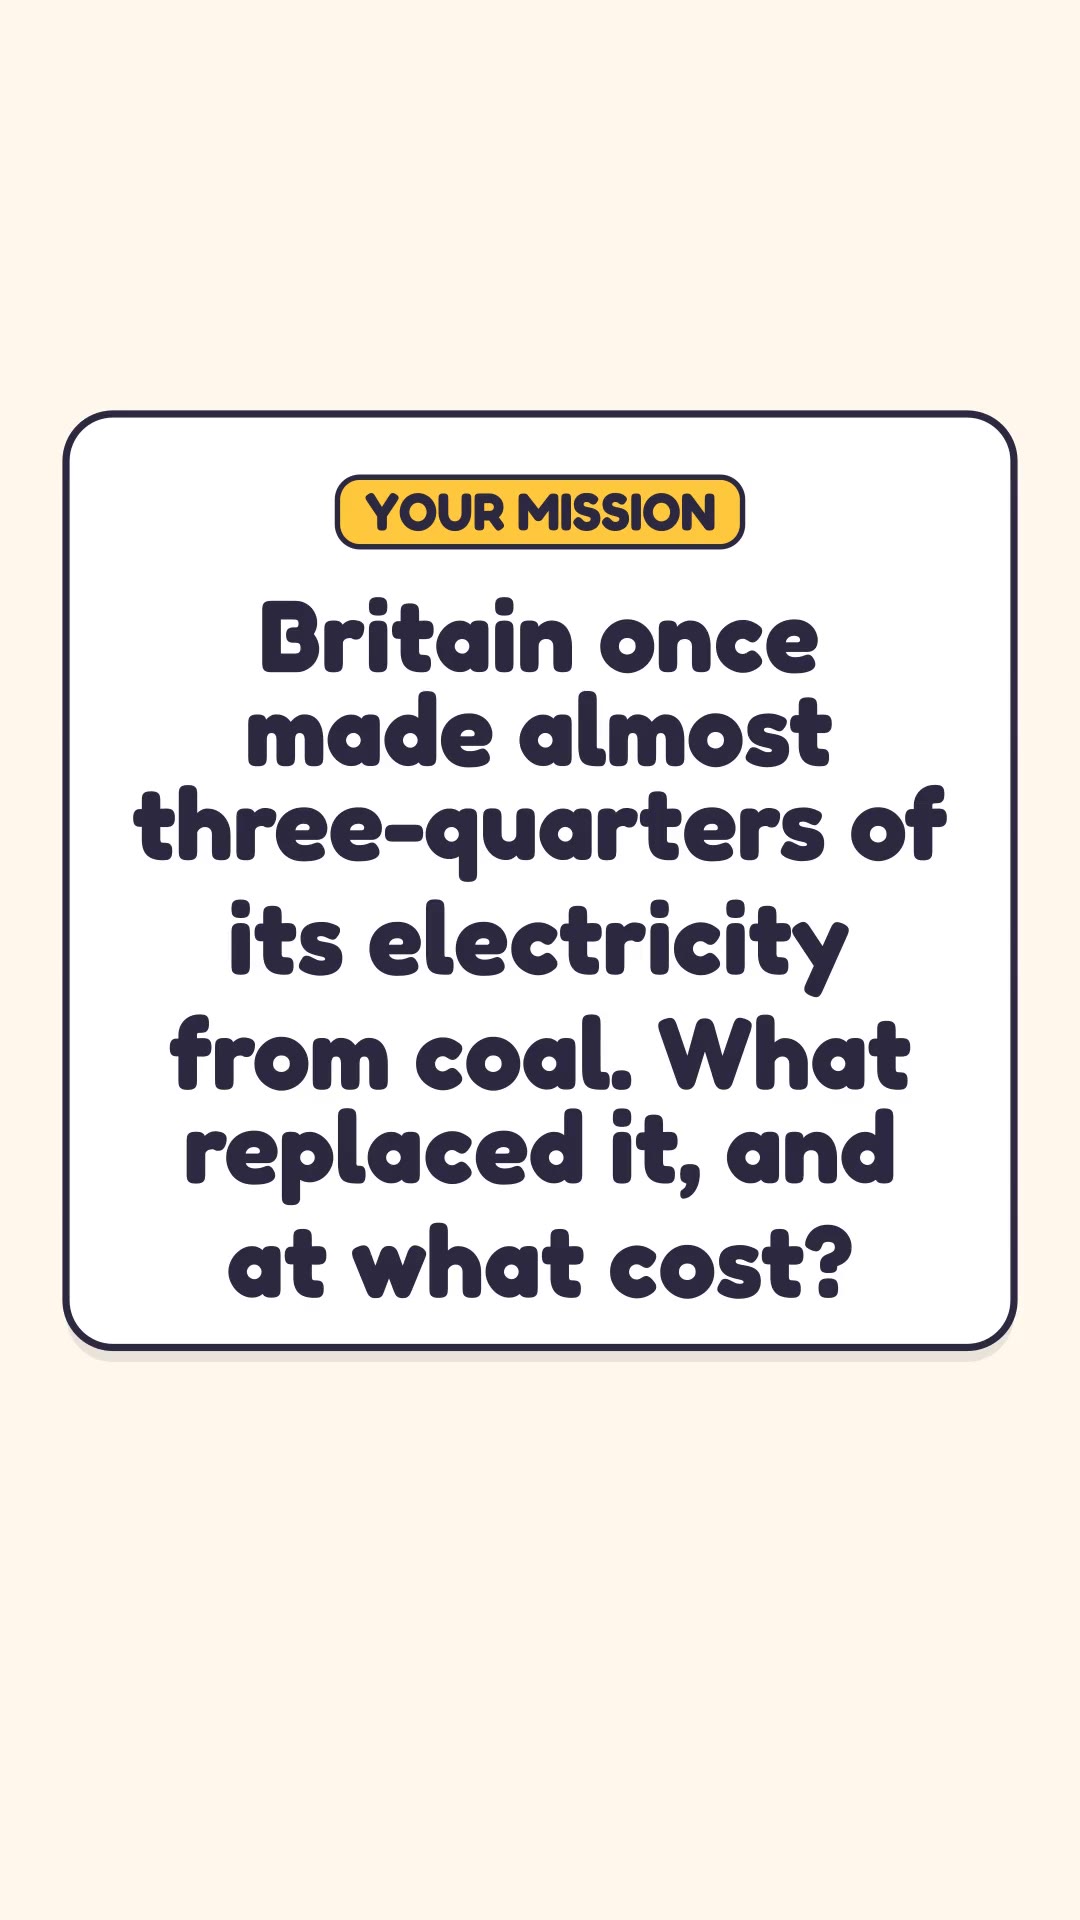 YOUR MISSION
Britain once
made almost
three-quarters of
its electricity
from coal. What
replaced it, and
at what cost?